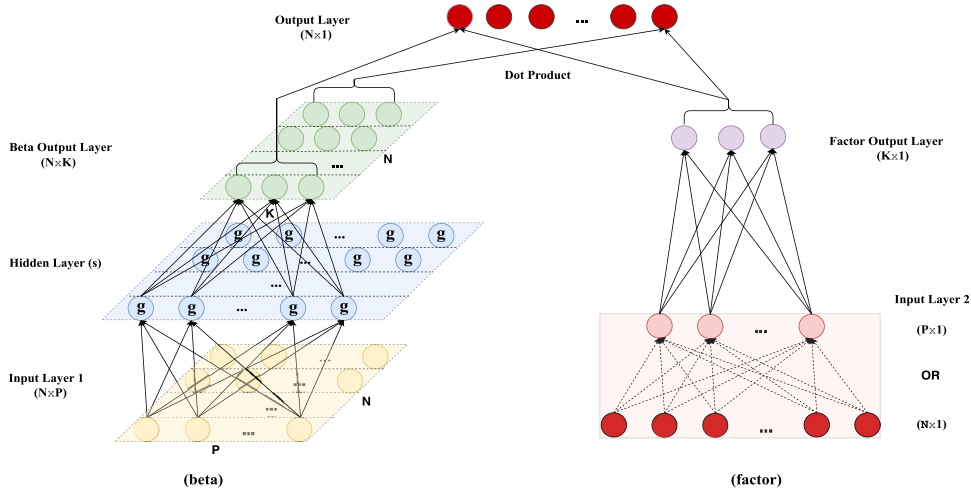 Output Layer
(N×1)
...
Dot Product
Beta Output Layer
(N×K)
...
N
K
Factor Output Layer
(K×1)
Hidden Layer (s)
g g ... g g
g g ... g g
...
g g ... g g
Input Layer 2
(P×1)
...
OR
Input Layer 1
(N×P)
...
...
...
N
...
P
...
(N×1)
(beta)
(factor)